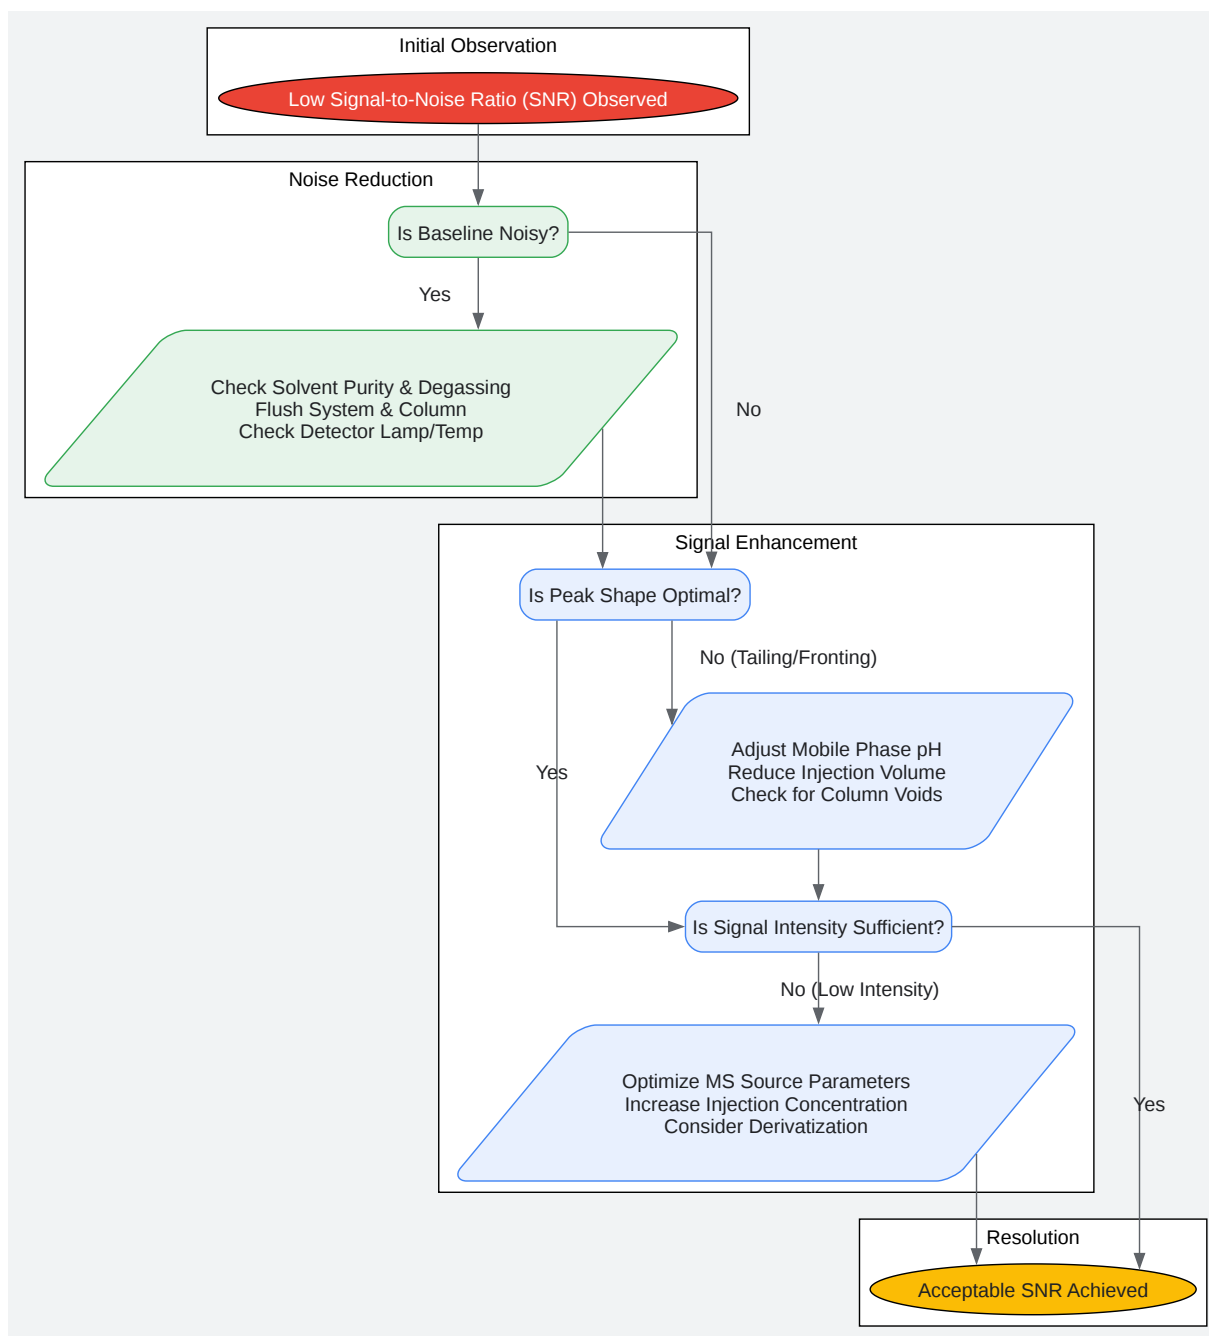 Initial Observation
Low Signal-to-Noise Ratio (SNR) Observed
Noise Reduction
Is Baseline Noisy?
Yes
Check Solvent Purity & Degassing
Flush System & Column
Check Detector Lamp/Temp
No
Signal Enhancement
Is Peak Shape Optimal?
No (Tailing/Fronting)
Adjust Mobile Phase pH
Reduce Injection Volume
Check for Column Voids
Yes
Is Signal Intensity Sufficient?
No (Low Intensity)
Optimize MS Source Parameters
Increase Injection Concentration
Consider Derivatization
Yes
Resolution
Acceptable SNR Achieved